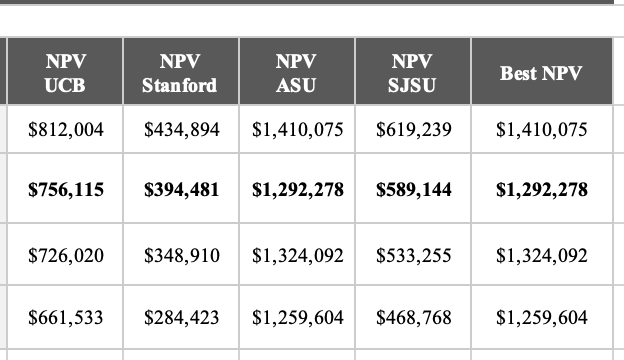 NPV UCB NPV Stanford NPV ASU NPV SJSU Best NPV
$812,004 $434,894 $1,410,075 $619,239 $1,410,075
$756,115 $394,481 $1,292,278 $589,144 $1,292,278
$726,020 $348,910 $1,324,092 $533,255 $1,324,092
$661,533 $284,423 $1,259,604 $468,768 $1,259,604